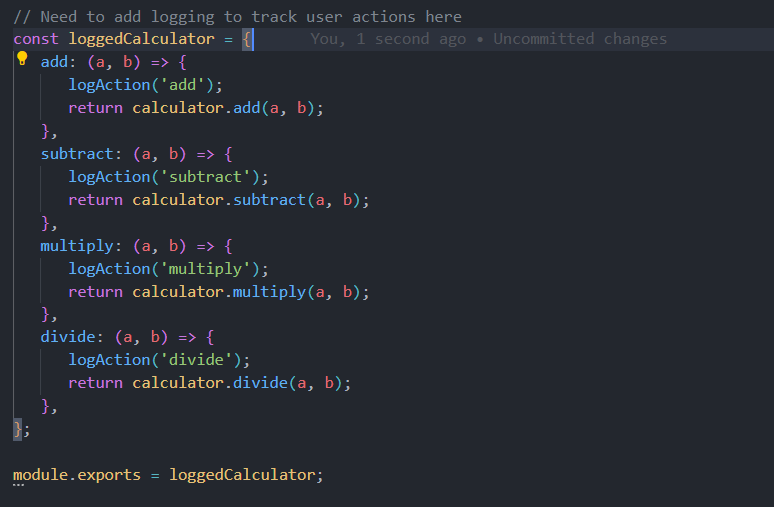 // Need to add logging to track user actions here
const loggedCalculator = {      You, 1 second ago • Uncommitted changes
   add: (a, b) => {
      logAction('add');
      return calculator.add(a, b);
   },
   subtract: (a, b) => {
      logAction('subtract');
      return calculator.subtract(a, b);
   },
   multiply: (a, b) => {
      logAction('multiply');
      return calculator.multiply(a, b);
   },
   divide: (a, b) => {
      logAction('divide');
      return calculator.divide(a, b);
   },
};
module.exports = loggedCalculator;